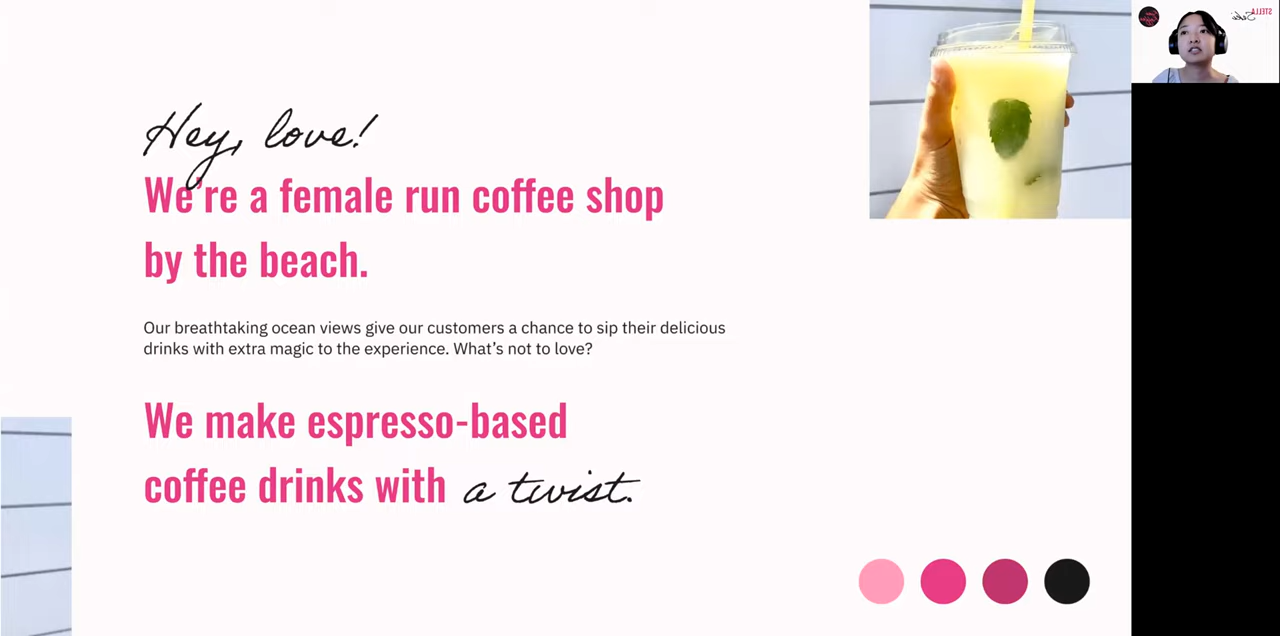 Hey, love!
We're a female run coffee shop
by the beach.
Our breathtaking ocean views give our customers a chance to sip their delicious
drinks with extra magic to the experience. What's not to love?
We make espresso-based
coffee drinks with a twist.
STELLA